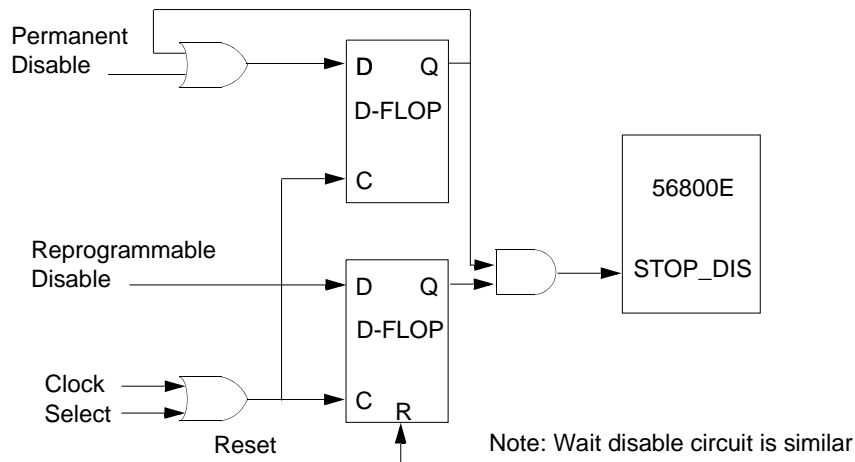 Permanent
Disable
D Q
D-FLOP
C
56800E
STOP_DIS
Reprogrammable
Disable
D Q
D-FLOP
C
R
Clock
Select
Reset
Note: Wait disable circuit is similar